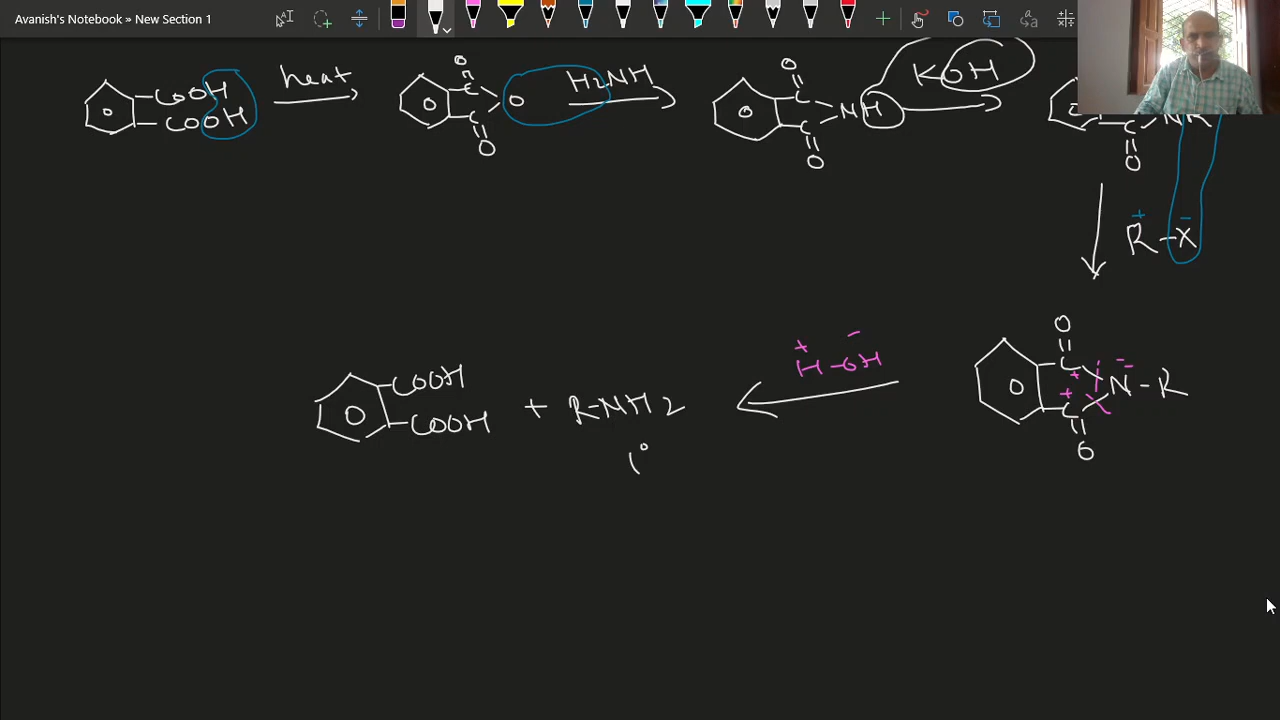 Avanish's Notebook » New Section 1
COOH
COOH
heat
O
C
O
C
O
H2NH
O
C
NH
C
O
KOH
C
O
+ −
R-X
O
C
N-R
C
O
+ −
H-OH
COOH
COOH
+ R-NH2
1°